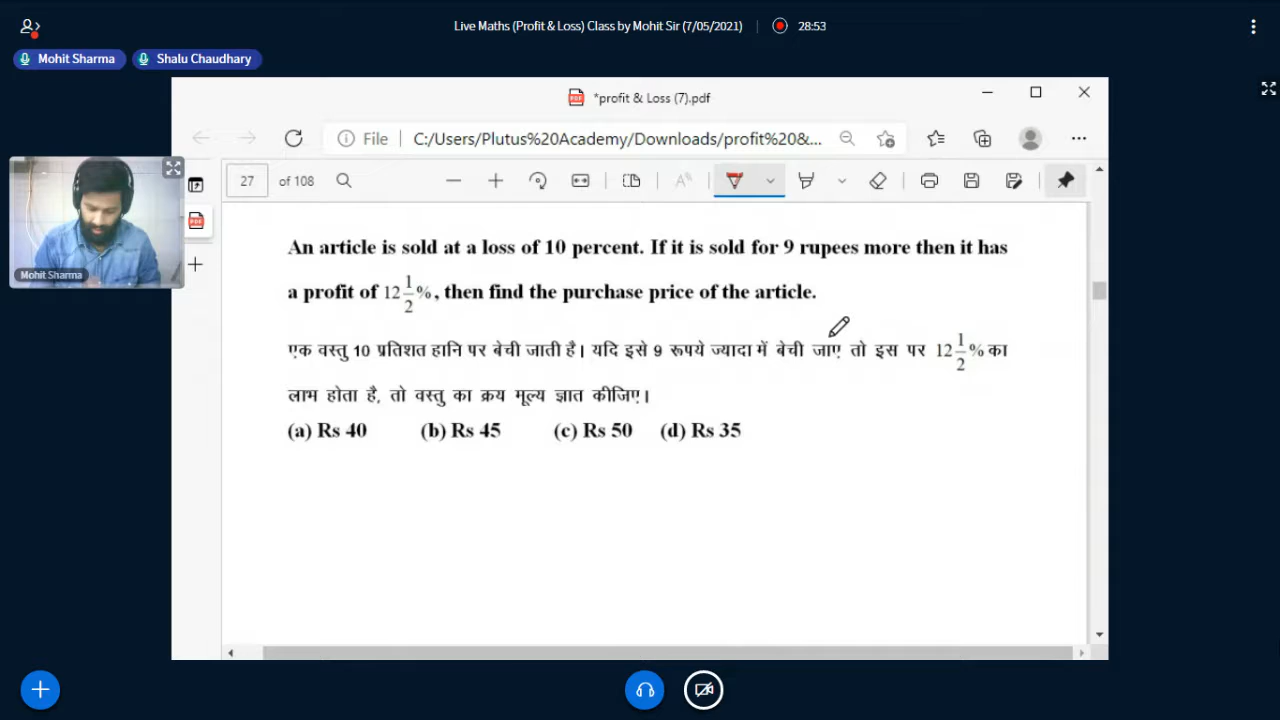 Live Maths (Profit & Loss) Class by Mohit Sir (7/05/2021) 28:53
Mohit Sharma Shalu Chaudhary
*profit & Loss (7).pdf
File C:/Users/Plutus%20Academy/Downloads/profit%20&...
27 of 108
An article is sold at a loss of 10 percent. If it is sold for 9 rupees more then it has
a profit of 12 1/2 %, then find the purchase price of the article.
एक वस्तु 10 प्रतिशत हानि पर बेची जाती है। यदि इसे 9 रूपये ज्यादा में बेची जाए तो इस पर 12 1/2 % का
लाभ होता है, तो वस्तु का क्रय मूल्य ज्ञात कीजिए।
(a) Rs 40 (b) Rs 45 (c) Rs 50 (d) Rs 35
Mohit Sharma